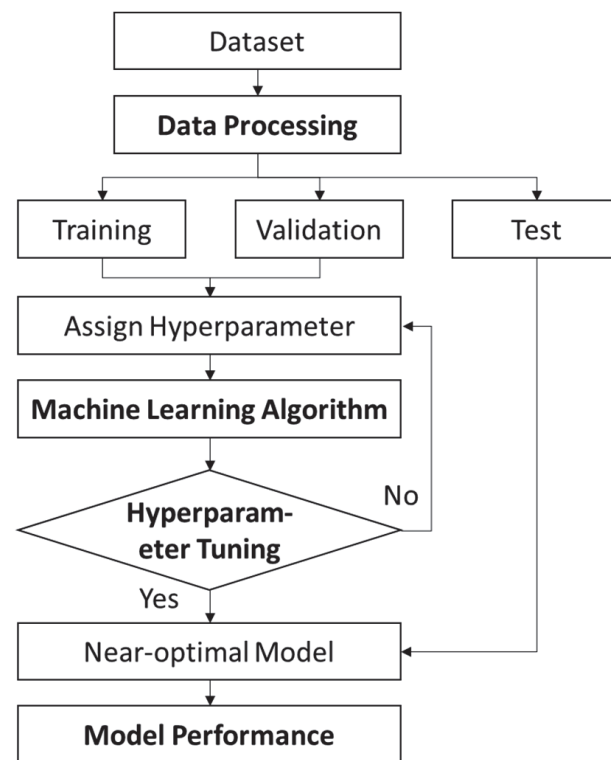 Dataset
Data Processing
Training
Validation
Test
Assign Hyperparameter
Machine Learning Algorithm
No
Hyperparam-
eter Tuning
Yes
Near-optimal Model
Model Performance